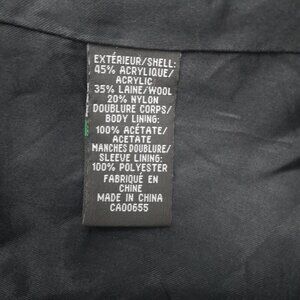 EXTÉRIEUR/SHELL:
45% ACRYLIQUE/
ACRYLIC
35% LAINE/WOOL
20% NYLON
DOUBLURE CORPS/
BODY LINING:
100% ACÉTATE/
ACETATE
MANCHES DOUBLURE/
SLEEVE LINING:
100% POLYESTER
FABRIQUÉ EN
CHINE
MADE IN CHINA
CA00655